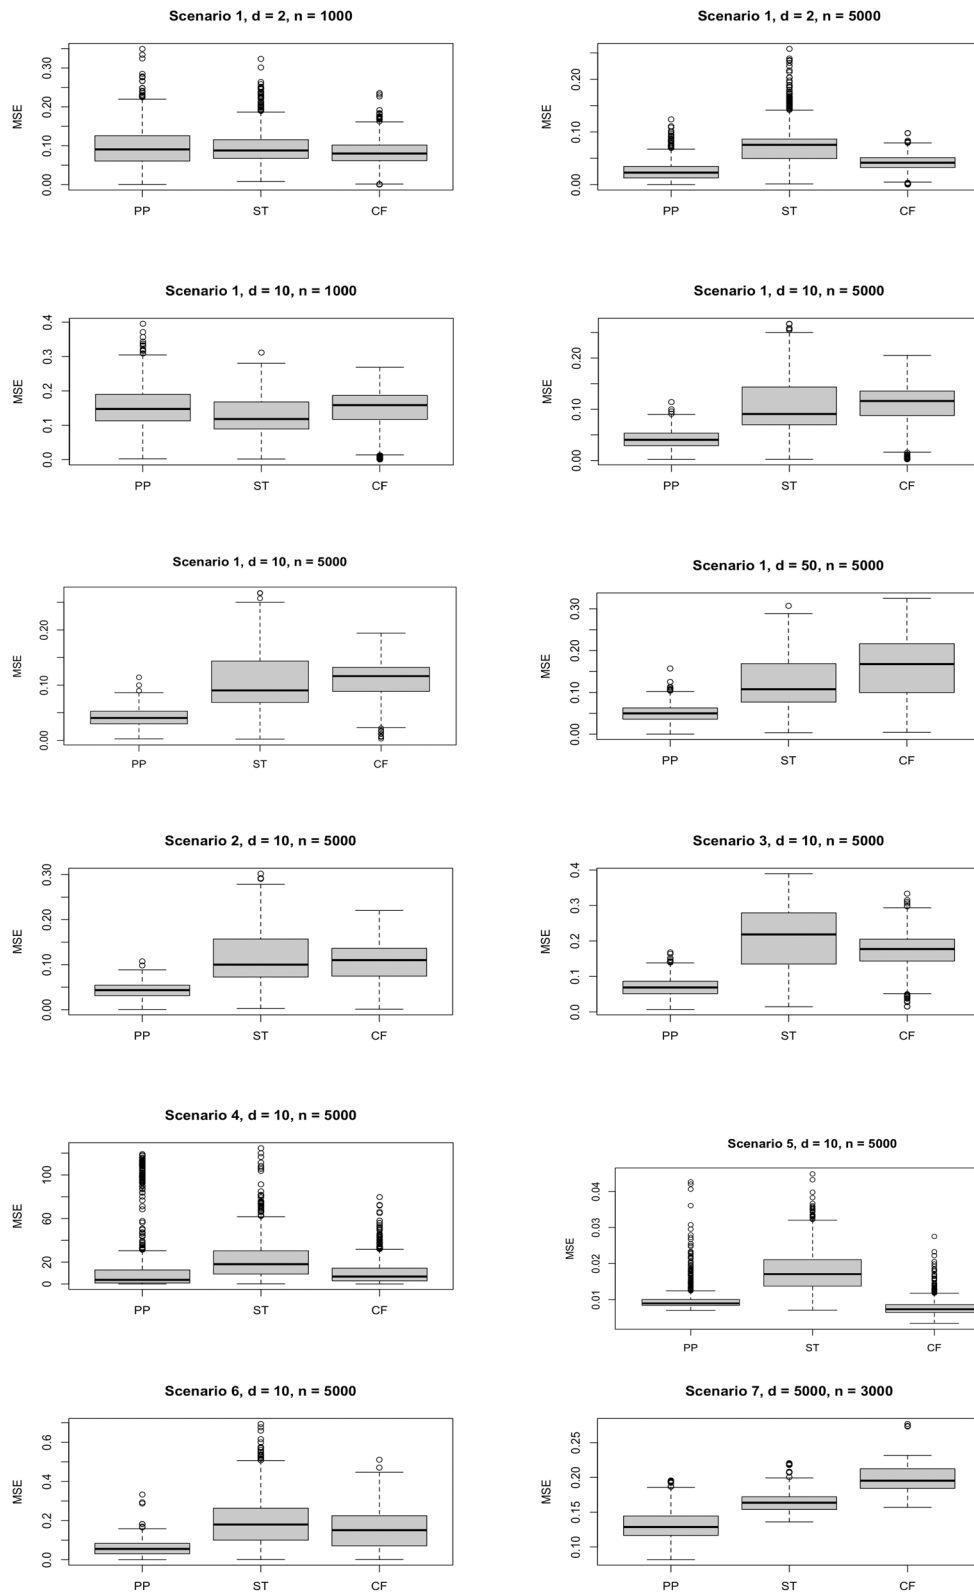 Scenario 1, d = 2, n = 1000
MSE
0.00 0.10 0.20 0.30
PP ST CF
Scenario 1, d = 2, n = 5000
MSE
0.00 0.10 0.20
PP ST CF
Scenario 1, d = 10, n = 1000
MSE
0.0 0.1 0.2 0.3 0.4
PP ST CF
Scenario 1, d = 10, n = 5000
MSE
0.00 0.10 0.20
PP ST CF
Scenario 1, d = 10, n = 5000
MSE
0.00 0.10 0.20
PP ST CF
Scenario 1, d = 50, n = 5000
MSE
0.00 0.10 0.20 0.30
PP ST CF
Scenario 2, d = 10, n = 5000
MSE
0.00 0.10 0.20 0.30
PP ST CF
Scenario 3, d = 10, n = 5000
MSE
0.0 0.1 0.2 0.3 0.4
PP ST CF
Scenario 4, d = 10, n = 5000
MSE
0 20 60 100
PP ST CF
Scenario 5, d = 10, n = 5000
MSE
0.01 0.02 0.03 0.04
PP ST CF
Scenario 6, d = 10, n = 5000
MSE
0.0 0.2 0.4 0.6
PP ST CF
Scenario 7, d = 5000, n = 3000
MSE
0.10 0.15 0.20 0.25
PP ST CF